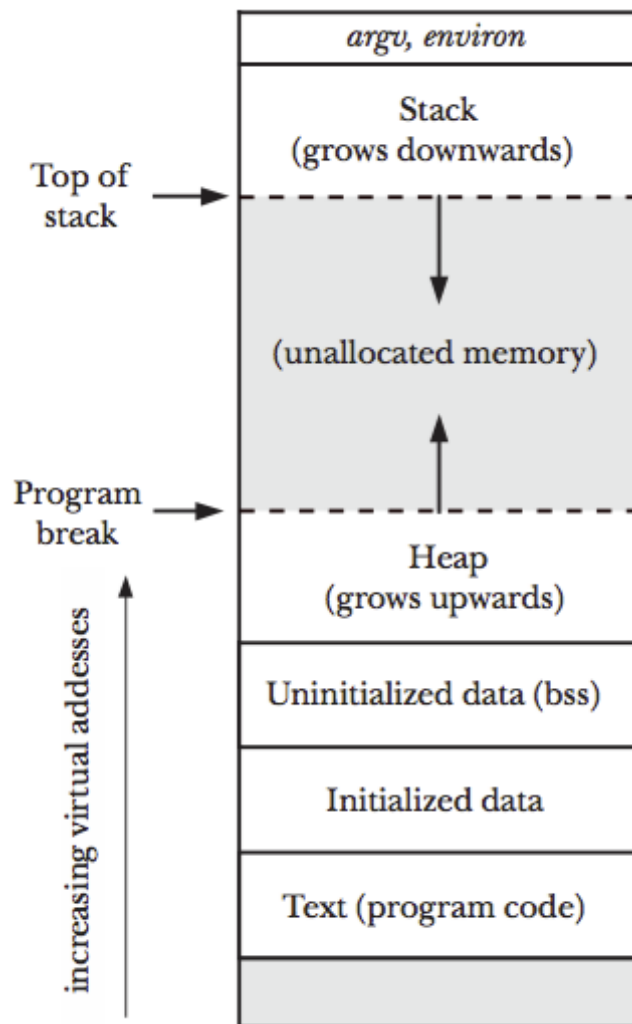 argv, environ
Stack
(grows downwards)
Top of
stack
(unallocated memory)
Program
break
Heap
(grows upwards)
increasing virtual addesses
Uninitialized data (bss)
Initialized data
Text (program code)